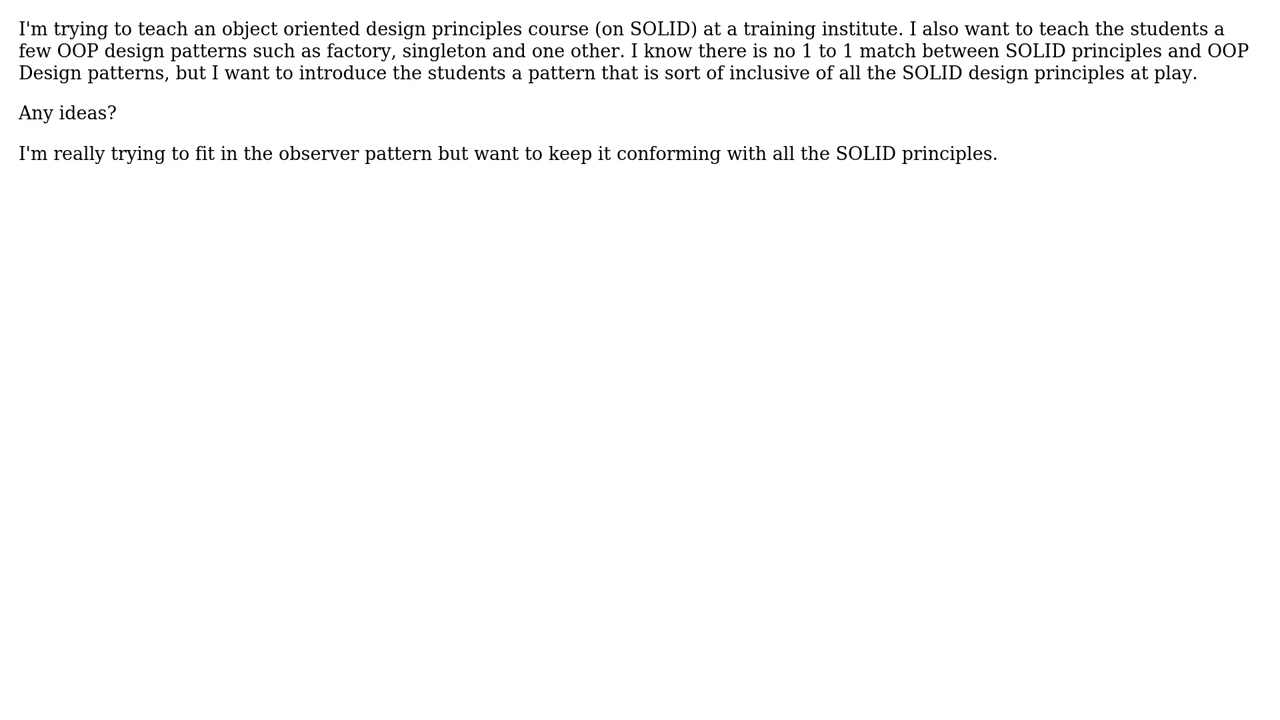 I'm trying to teach an object oriented design principles course (on SOLID) at a training institute. I also want to teach the students a
few OOP design patterns such as factory, singleton and one other. I know there is no 1 to 1 match between SOLID principles and OOP
Design patterns, but I want to introduce the students a pattern that is sort of inclusive of all the SOLID design principles at play.
Any ideas?
I'm really trying to fit in the observer pattern but want to keep it conforming with all the SOLID principles.